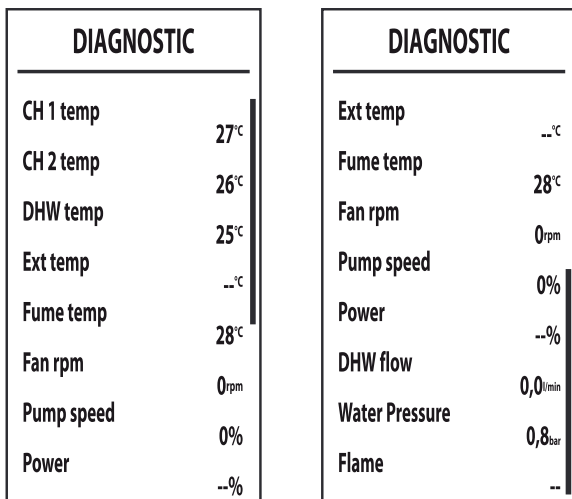 DIAGNOSTIC
CH 1 temp
27°C
CH 2 temp
26°C
DHW temp
25°C
Ext temp
--°C
Fume temp
28°C
Fan rpm
0rpm
Pump speed
0%
Power
--%
DIAGNOSTIC
Ext temp
--°C
Fume temp
28°C
Fan rpm
0rpm
Pump speed
0%
Power
--%
DHW flow
0,0l/min
Water Pressure
0,8bar
Flame
--